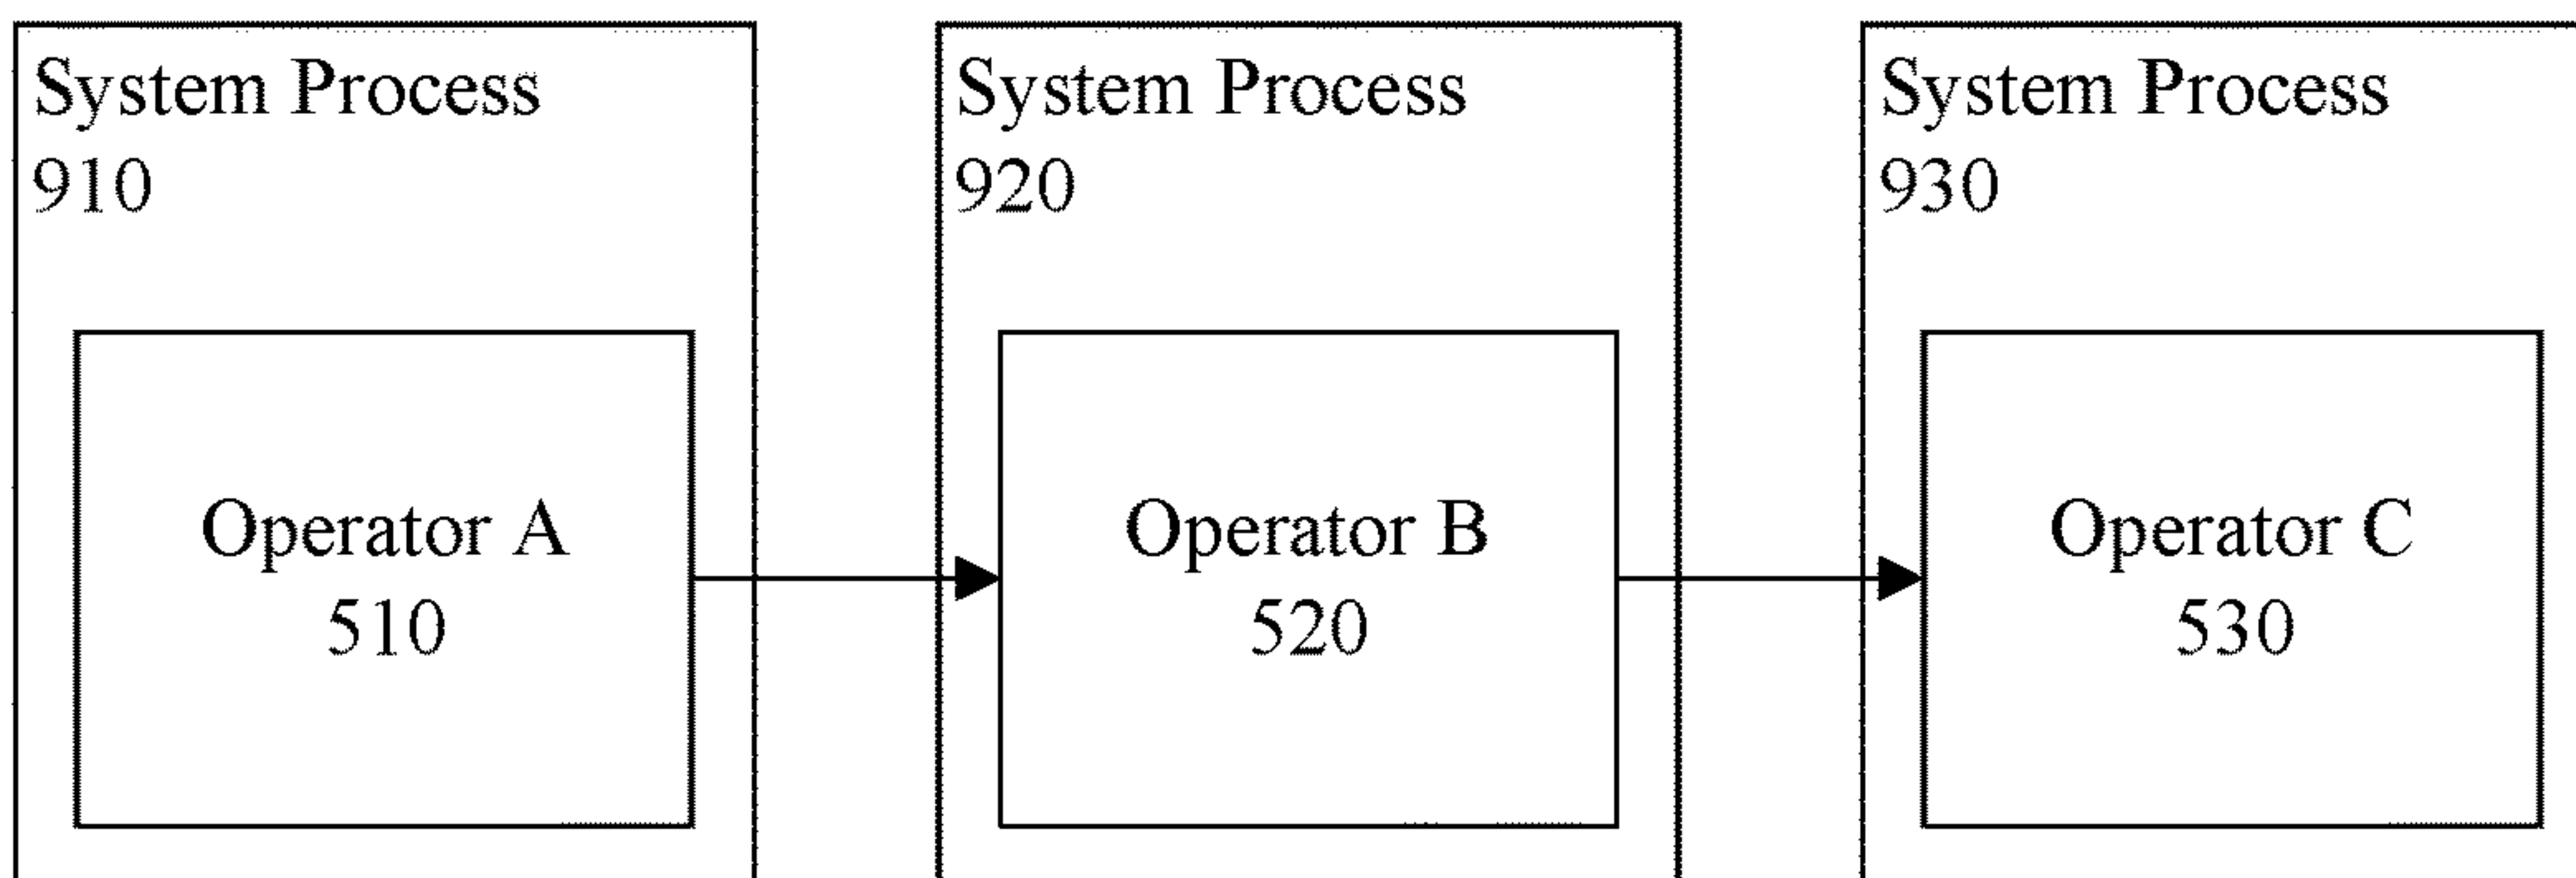 System Process
910
Operator A
510
System Process
920
Operator B
520
System Process
930
Operator C
530